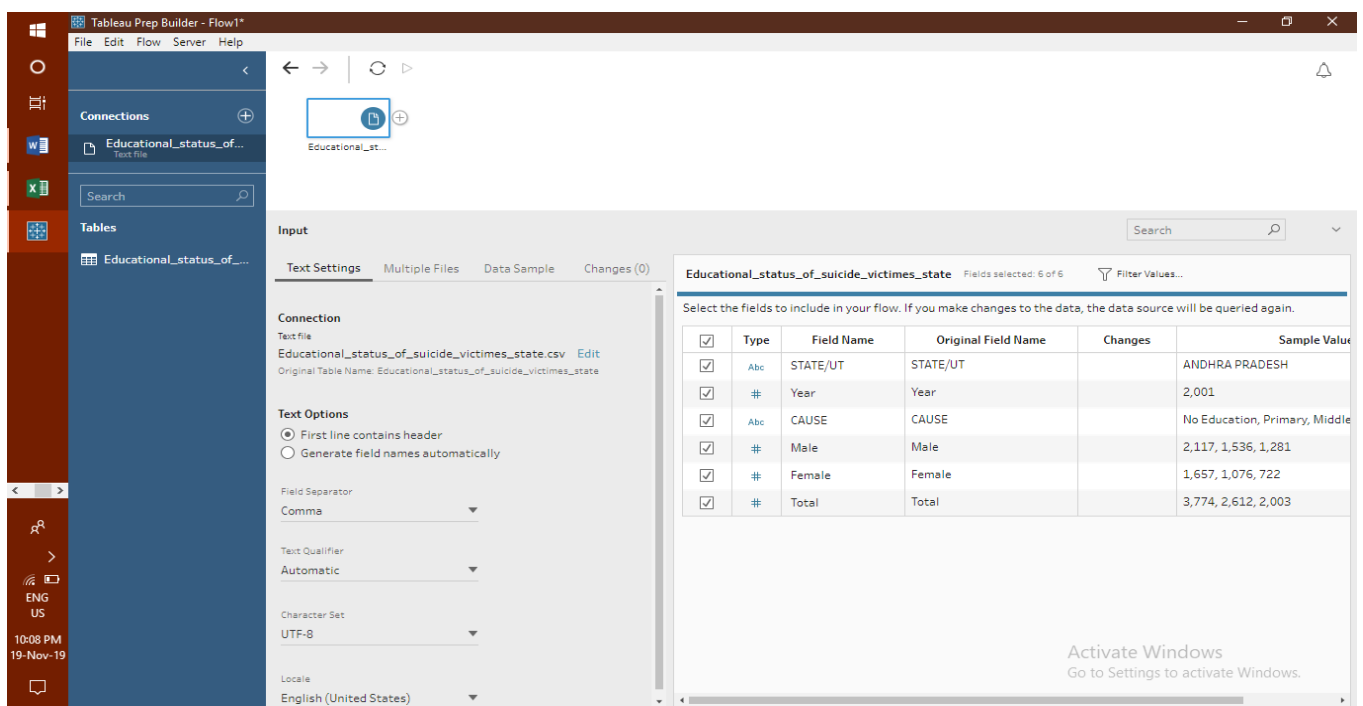 Tableau Prep Builder - Flow1*
File Edit Flow Server Help
Connections
Educational_status_of...
Text file
Search
Tables
Educational_status_of_...
Educational_st...
Input
Search
Text Settings Multiple Files Data Sample Changes (0)
Connection
Text file
Educational_status_of_suicide_victimes_state.csv Edit
Original Table Name: Educational_status_of_suicide_victimes_state
Text Options
First line contains header
Generate field names automatically
Field Separator
Comma
Text Qualifier
Automatic
Character Set
UTF-8
Locale
English (United States)
Educational_status_of_suicide_victimes_state Fields selected: 6 of 6 Filter Values...
Select the fields to include in your flow. If you make changes to the data, the data source will be queried again.
Type Field Name Original Field Name Changes Sample Value
Abc STATE/UT STATE/UT ANDHRA PRADESH
# Year Year 2,001
Abc CAUSE CAUSE No Education, Primary, Middle
# Male Male 2,117, 1,536, 1,281
# Female Female 1,657, 1,076, 722
# Total Total 3,774, 2,612, 2,003
Activate Windows
Go to Settings to activate Windows.
ENG
US
10:08 PM
19-Nov-19